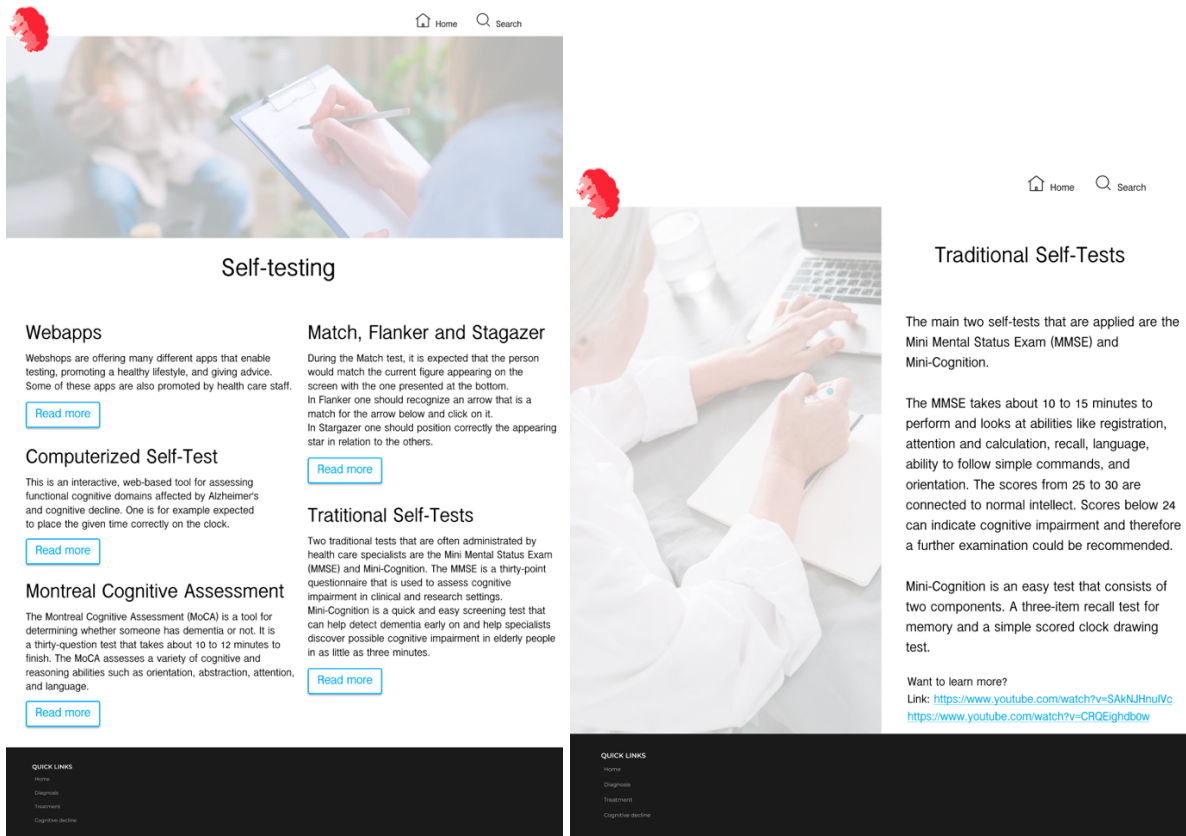 Home
Search
Self-testing
Webapps
Webshops are offering many different apps that enable
testing, promoting a healthy lifestyle, and giving advice.
Some of these apps are also promoted by health care staff.
Read more
Computerized Self-Test
This is an interactive, web-based tool for assessing
functional cognitive domains affected by Alzheimer's
and cognitive decline. One is for example expected
to place the given time correctly on the clock.
Read more
Montreal Cognitive Assessment
The Montreal Cognitive Assessment (MoCA) is a tool for
determining whether someone has dementia or not. It is
a thirty-question test that takes about 10 to 12 minutes to
finish. The MoCA assesses a variety of cognitive and
reasoning abilities such as orientation, abstraction, attention,
and language.
Read more
Match, Flanker and Stagazer
During the Match test, it is expected that the person
would match the current figure appearing on the
screen with the one presented at the bottom.
In Flanker one should recognize an arrow that is a
match for the arrow below and click on it.
In Stargazer one should position correctly the appearing
star in relation to the others.
Read more
Tratitional Self-Tests
Two traditional tests that are often administrated by
health care specialists are the Mini Mental Status Exam
(MMSE) and Mini-Cognition. The MMSE is a thirty-point
questionnaire that is used to assess cognitive
impairment in clinical and research settings.
Mini-Cognition is a quick and easy screening test that
can help detect dementia early on and help specialists
discover possible cognitive impairment in elderly people
in as little as three minutes.
Read more
QUICK LINKS
Home
Diagnosis
Treatment
Cognitive decline
Home
Search
Traditional Self-Tests
The main two self-tests that are applied are the
Mini Mental Status Exam (MMSE) and
Mini-Cognition.
The MMSE takes about 10 to 15 minutes to
perform and looks at abilities like registration,
attention and calculation, recall, language,
ability to follow simple commands, and
orientation. The scores from 25 to 30 are
connected to normal intellect. Scores below 24
can indicate cognitive impairment and therefore
a further examination could be recommended.
Mini-Cognition is an easy test that consists of
two components. A three-item recall test for
memory and a simple scored clock drawing
test.
Want to learn more?
Link: https://www.youtube.com/watch?v=SAkNJHnulVc
https://www.youtube.com/watch?v=CRQEighdb0w
QUICK LINKS
Home
Diagnosis
Treatment
Cognitive decline